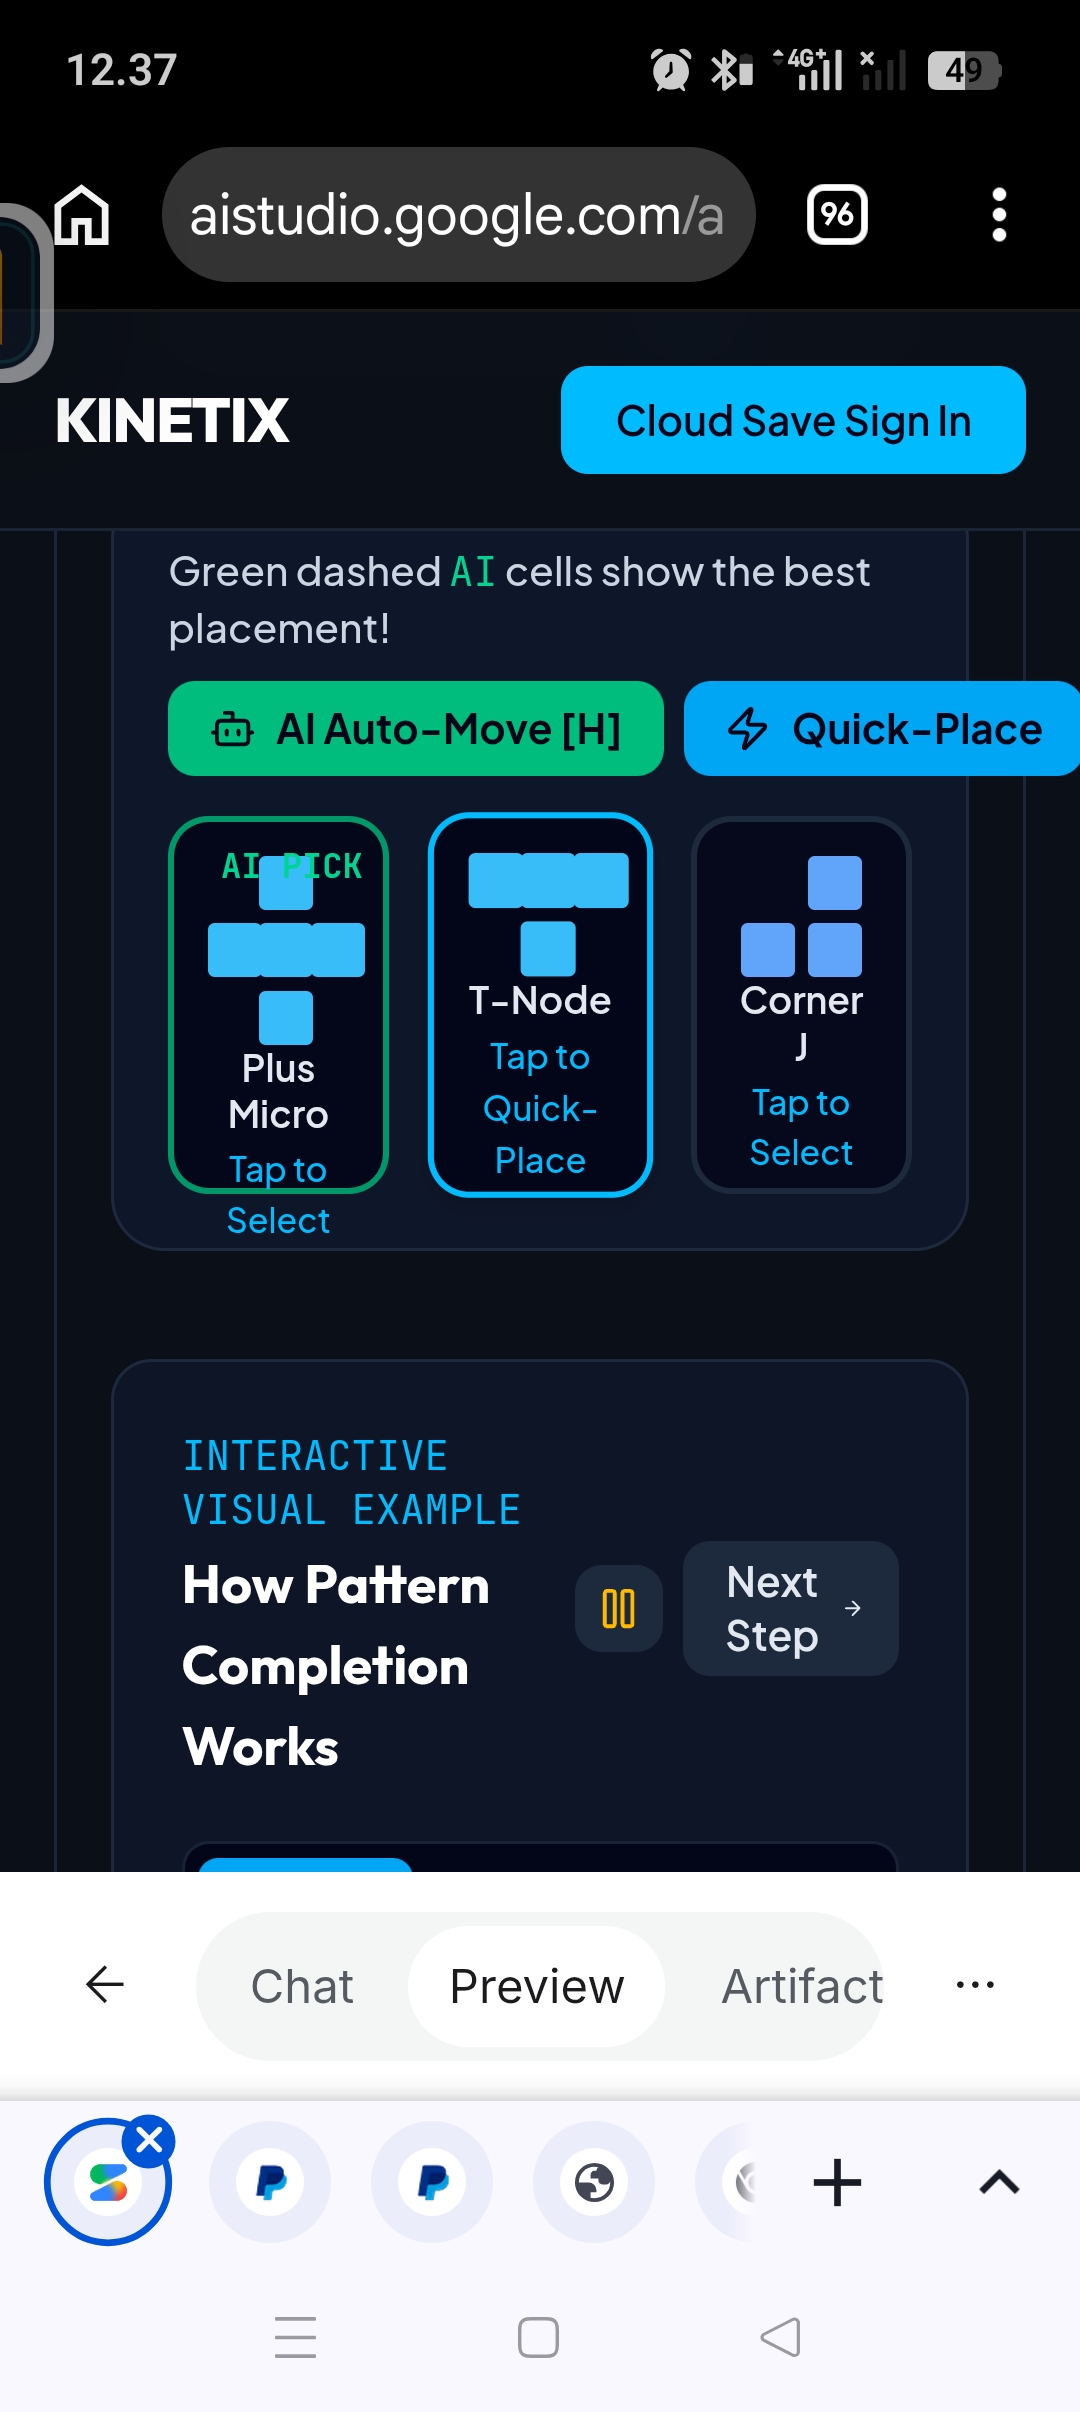 12.37
4G+
49
aistudio.google.com/a
96
KINETIX
Cloud Save Sign In
Green dashed AI cells show the best
placement!
AI Auto-Move [H]
Quick-Place
AI PICK
Plus
Micro
Tap to
Select
T-Node
Tap to
Quick-
Place
Corner
J
Tap to
Select
INTERACTIVE
VISUAL EXAMPLE
How Pattern
Completion
Works
Next
Step
Chat
Preview
Artifact